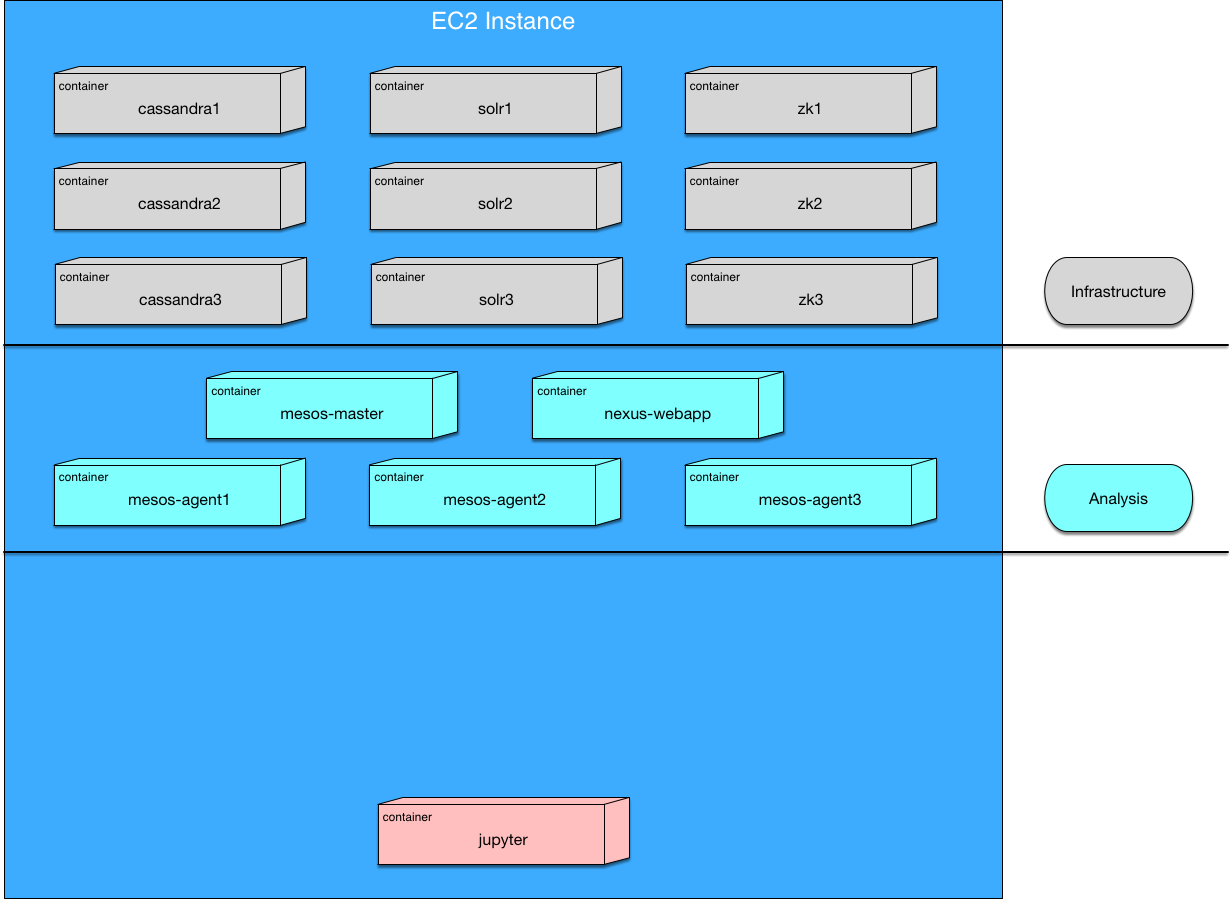 EC2 Instance
container
cassandra1
container
solr1
container
zk1
container
cassandra2
container
solr2
container
zk2
container
cassandra3
container
solr3
container
zk3
Infrastructure
container
mesos-master
container
nexus-webapp
container
mesos-agent1
container
mesos-agent2
container
mesos-agent3
Analysis
container
jupyter